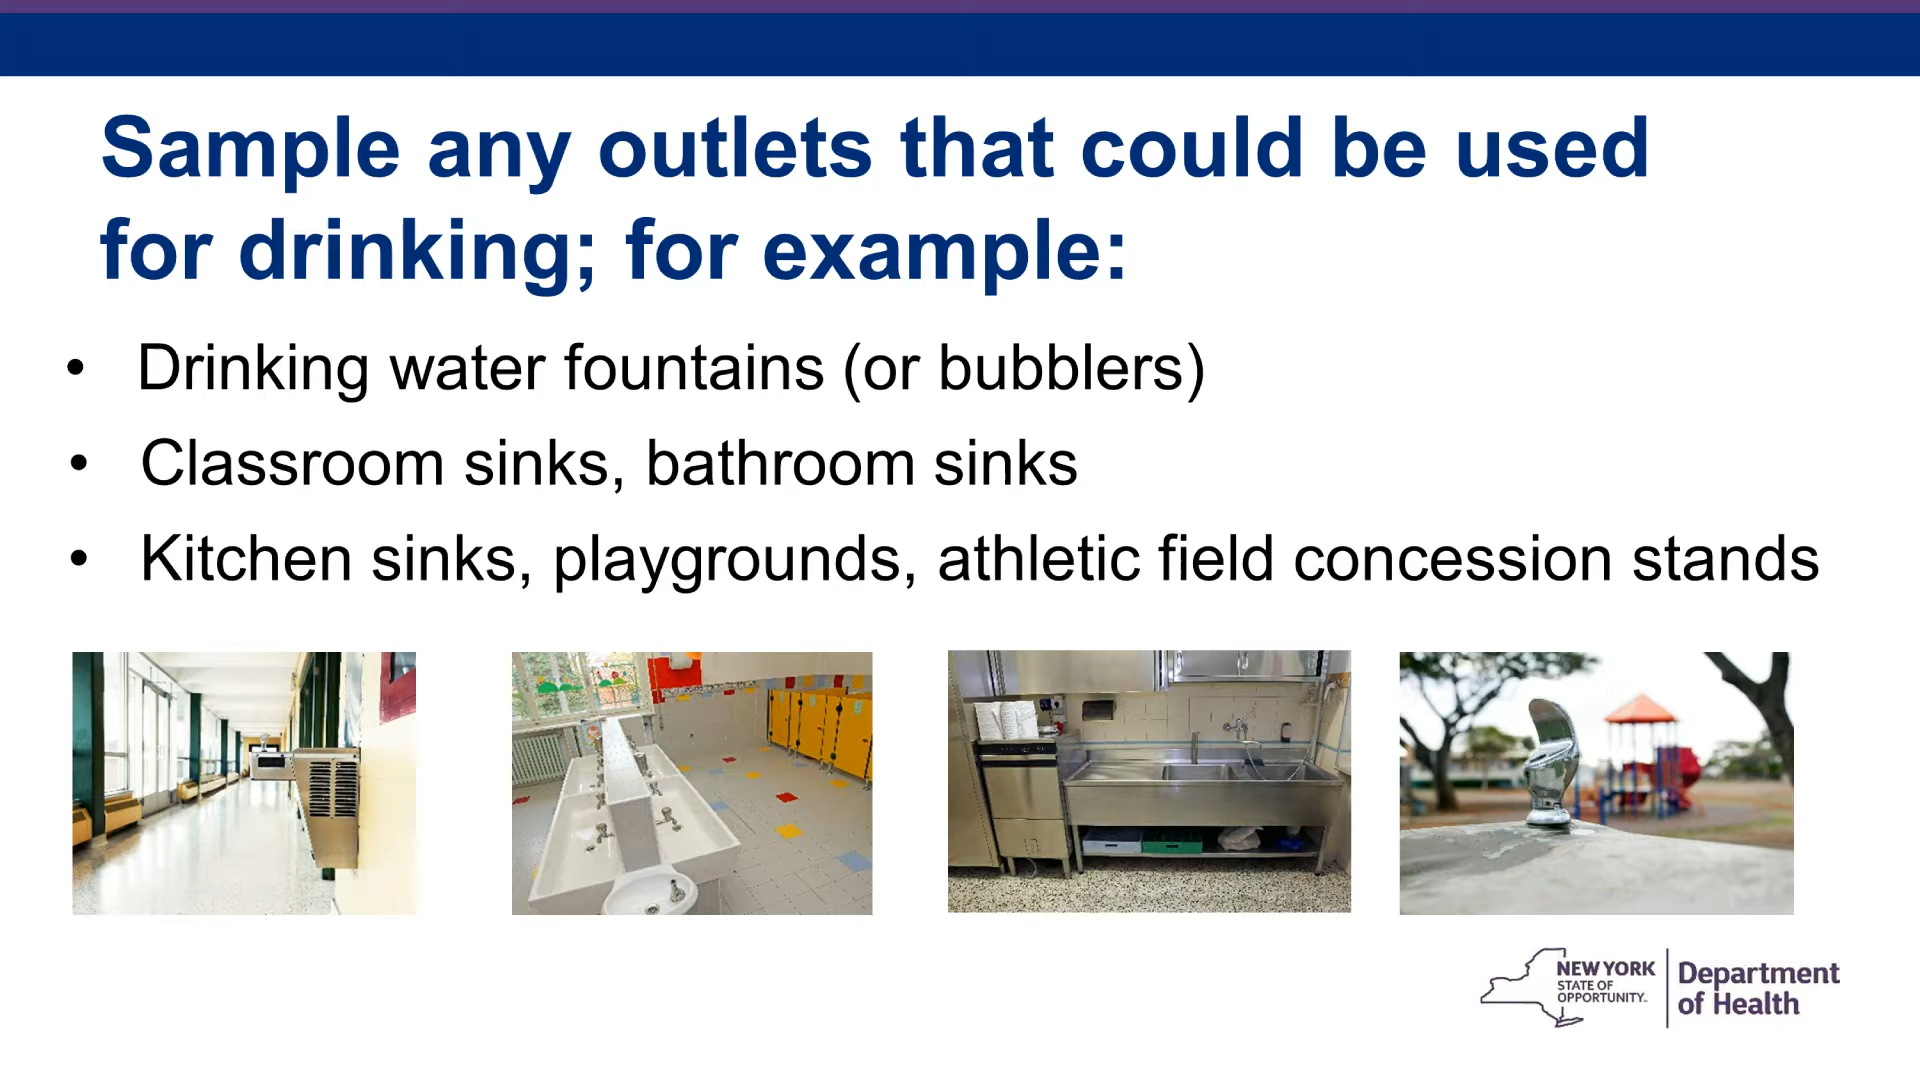 Sample any outlets that could be used
for drinking; for example:
• Drinking water fountains (or bubblers)
• Classroom sinks, bathroom sinks
• Kitchen sinks, playgrounds, athletic field concession stands
NEW YORK
STATE OF
OPPORTUNITY..
Department
of Health